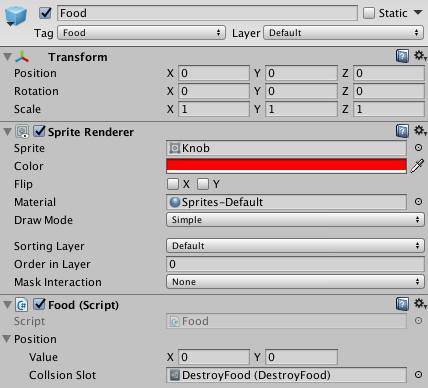 Food Static
Tag Food Layer Default
Transform
Position X 0 Y 0 Z 0
Rotation X 0 Y 0 Z 0
Scale X 1 Y 1 Z 1
Sprite Renderer
Sprite Knob
Color
Flip X Y
Material Sprites-Default
Draw Mode Simple
Sorting Layer Default
Order in Layer 0
Mask Interaction None
Food (Script)
Script Food
Position
Value X 0 Y 0
Collsion Slot DestroyFood (DestroyFood)